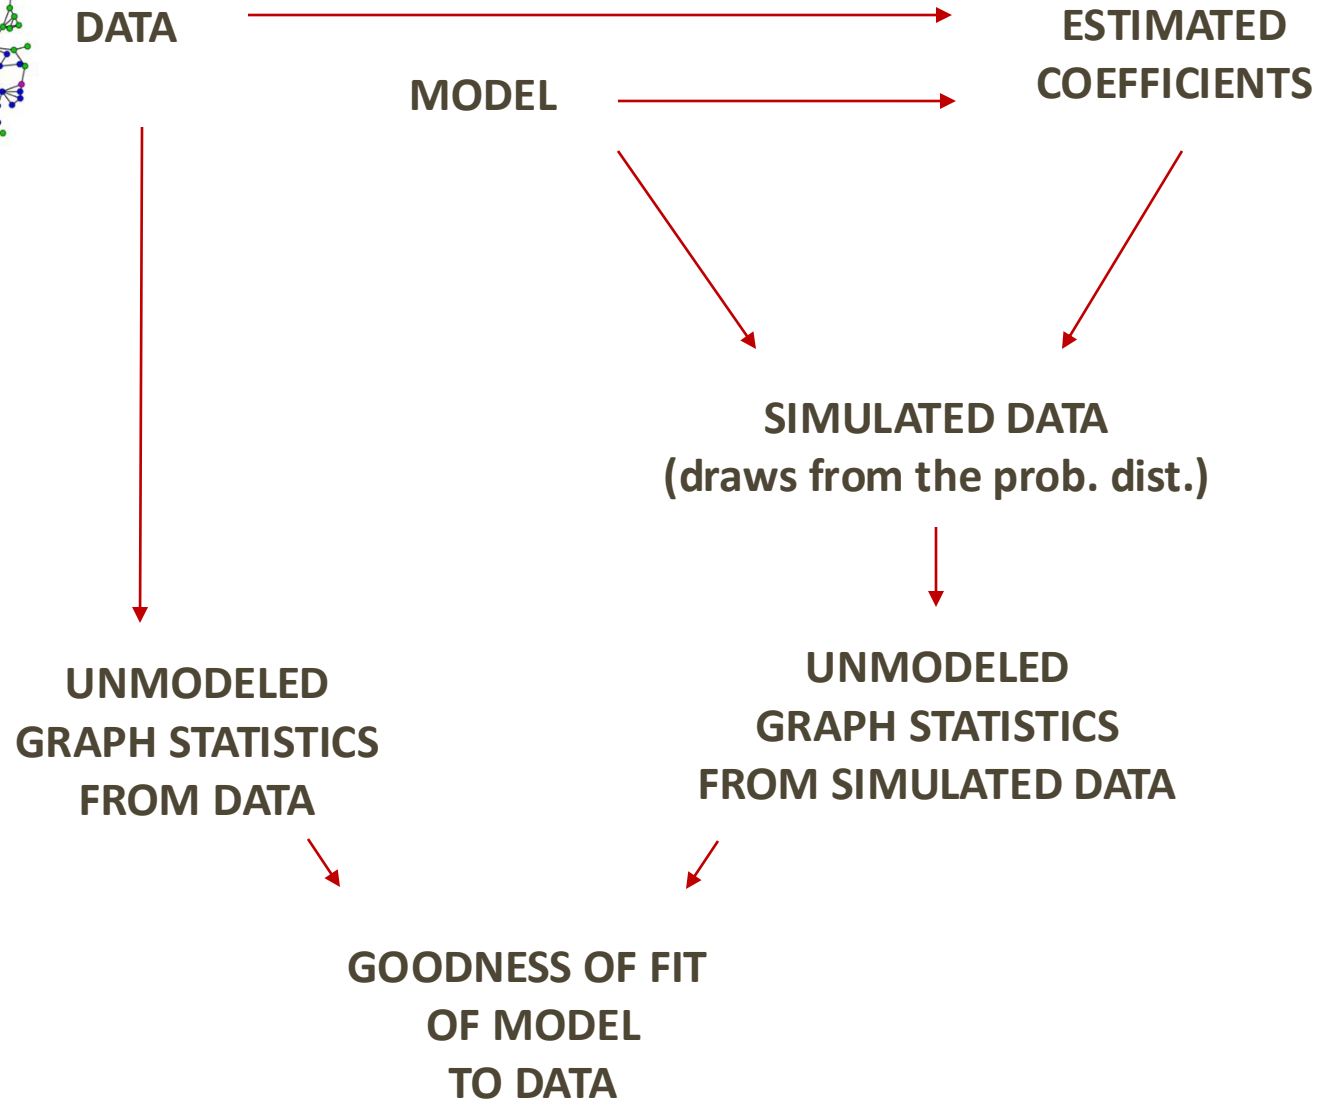 DATA
ESTIMATED
COEFFICIENTS
MODEL
SIMULATED DATA
(draws from the prob. dist.)
UNMODELED
GRAPH STATISTICS
FROM DATA
UNMODELED
GRAPH STATISTICS
FROM SIMULATED DATA
GOODNESS OF FIT
OF MODEL
TO DATA